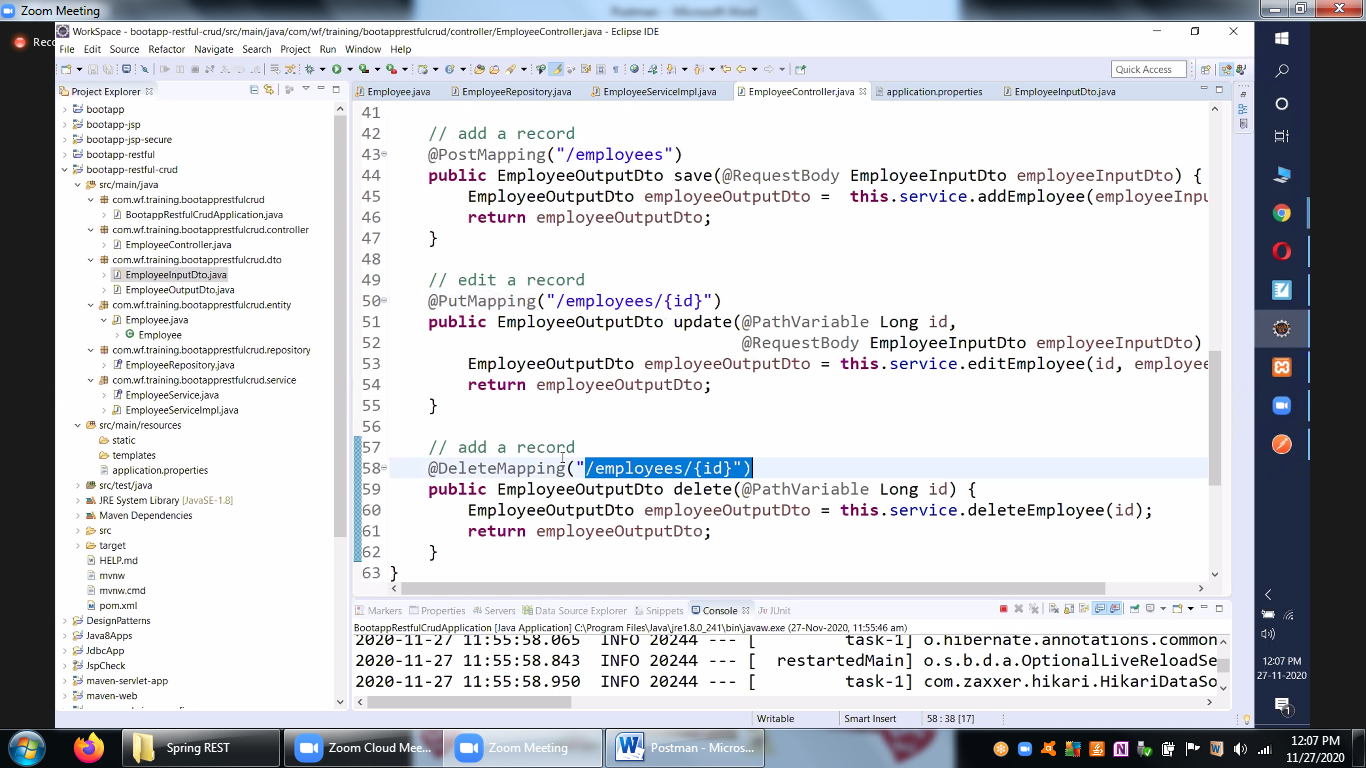 Zoom Meeting
Postman - Microsoft Word
Reco
WorkSpace - bootapp-restful-crud/src/main/java/com/wf/training/bootapprestfulcrud/controller/EmployeeController.java - Eclipse IDE
File Edit Source Refactor Navigate Search Project Run Window Help
Quick Access
Project Explorer
Employee.java EmployeeRepository.java EmployeeServiceImpl.java EmployeeController.java application.properties EmployeeInputDto.java
bootapp
bootapp-jsp
bootapp-jsp-secure
bootapp-restful
bootapp-restful-crud
src/main/java
com.wf.training.bootapprestfulcrud
BootappRestfulCrudApplication.java
com.wf.training.bootapprestfulcrud.controller
EmployeeController.java
com.wf.training.bootapprestfulcrud.dto
EmployeeInputDto.java
EmployeeOutputDto.java
com.wf.training.bootapprestfulcrud.entity
Employee.java
Employee
com.wf.training.bootapprestfulcrud.repository
EmployeeRepository.java
com.wf.training.bootapprestfulcrud.service
EmployeeService.java
EmployeeServiceImpl.java
src/main/resources
static
templates
application.properties
src/test/java
JRE System Library [JavaSE-1.8]
Maven Dependencies
src
target
HELP.md
mvnw
mvnw.cmd
pom.xml
DesignPatterns
Java8Apps
JdbcApp
JspCheck
maven-servlet-app
maven-web
41
42 // add a record
43 @PostMapping("/employees")
44 public EmployeeOutputDto save(@RequestBody EmployeeInputDto employeeInputDto) {
45 EmployeeOutputDto employeeOutputDto = this.service.addEmployee(employeeInpu
46 return employeeOutputDto;
47 }
48
49 // edit a record
50 @PutMapping("/employees/{id}")
51 public EmployeeOutputDto update(@PathVariable Long id,
52 @RequestBody EmployeeInputDto employeeInputDto)
53 EmployeeOutputDto employeeOutputDto = this.service.editEmployee(id, employee
54 return employeeOutputDto;
55 }
56
57 // add a record
58 @DeleteMapping("/employees/{id}")
59 public EmployeeOutputDto delete(@PathVariable Long id) {
60 EmployeeOutputDto employeeOutputDto = this.service.deleteEmployee(id);
61 return employeeOutputDto;
62 }
63 }
Markers Properties Servers Data Source Explorer Snippets Console JUnit
BootappRestfulCrudApplication [Java Application] C:\Program Files\Java\jre1.8.0_241\bin\javaw.exe (27-Nov-2020, 11:55:46 am)
2020-11-27 11:55:58.065 INFO 20244 --- [ task-1] o.hibernate.annotations.common
2020-11-27 11:55:58.843 INFO 20244 --- [ restartedMain] o.s.b.d.a.OptionalLiveReloadSe
2020-11-27 11:55:58.950 INFO 20244 --- [ task-1] com.zaxxer.hikari.HikariDataSo
Writable Smart Insert 58 : 38 [17]
12:07 PM
27-11-2020
1
Spring REST Zoom Cloud Mee... Zoom Meeting Postman - Micros...
12:07 PM
11/27/2020